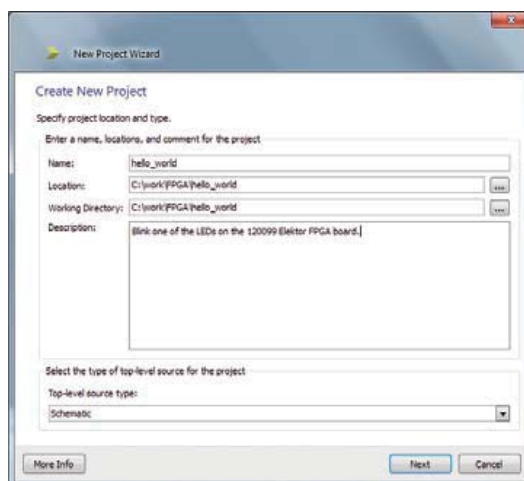 New Project Wizard
Create New Project
Specify project location and type.
Enter a name, locations, and comment for the project
Name: hello_world
Location: C:\work\FPGA\hello_world ...
Working Directory: C:\work\FPGA\hello_world ...
Description: Blink one of the LEDs on the 120099 Elektor FPGA board.
Select the type of top-level source for the project
Top-level source type:
Schematic
More Info Next Cancel